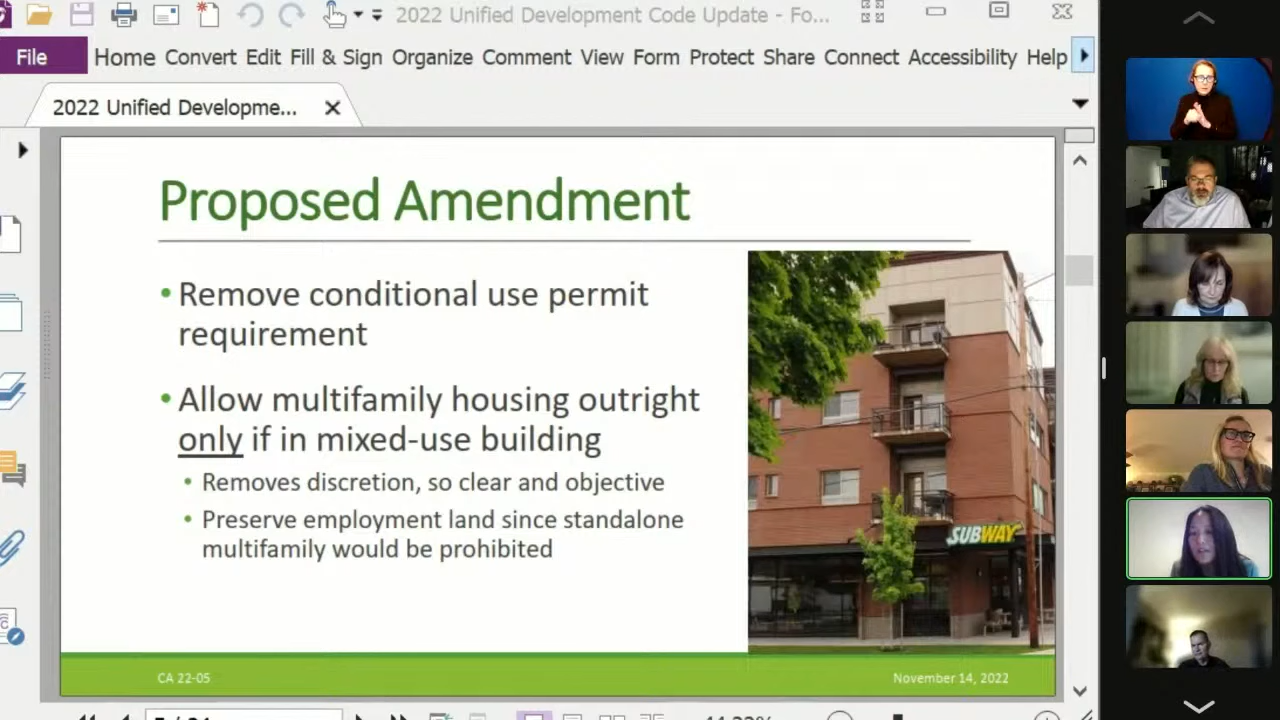 2022 Unified Development Code Update - Fo...
File Home Convert Edit Fill & Sign Organize Comment View Form Protect Share Connect Accessibility Help
2022 Unified Developme...
Proposed Amendment
• Remove conditional use permit
requirement
• Allow multifamily housing outright
only if in mixed-use building
• Removes discretion, so clear and objective
• Preserve employment land since standalone
multifamily would be prohibited
SUBWAY
CA 22-05
November 14, 2022